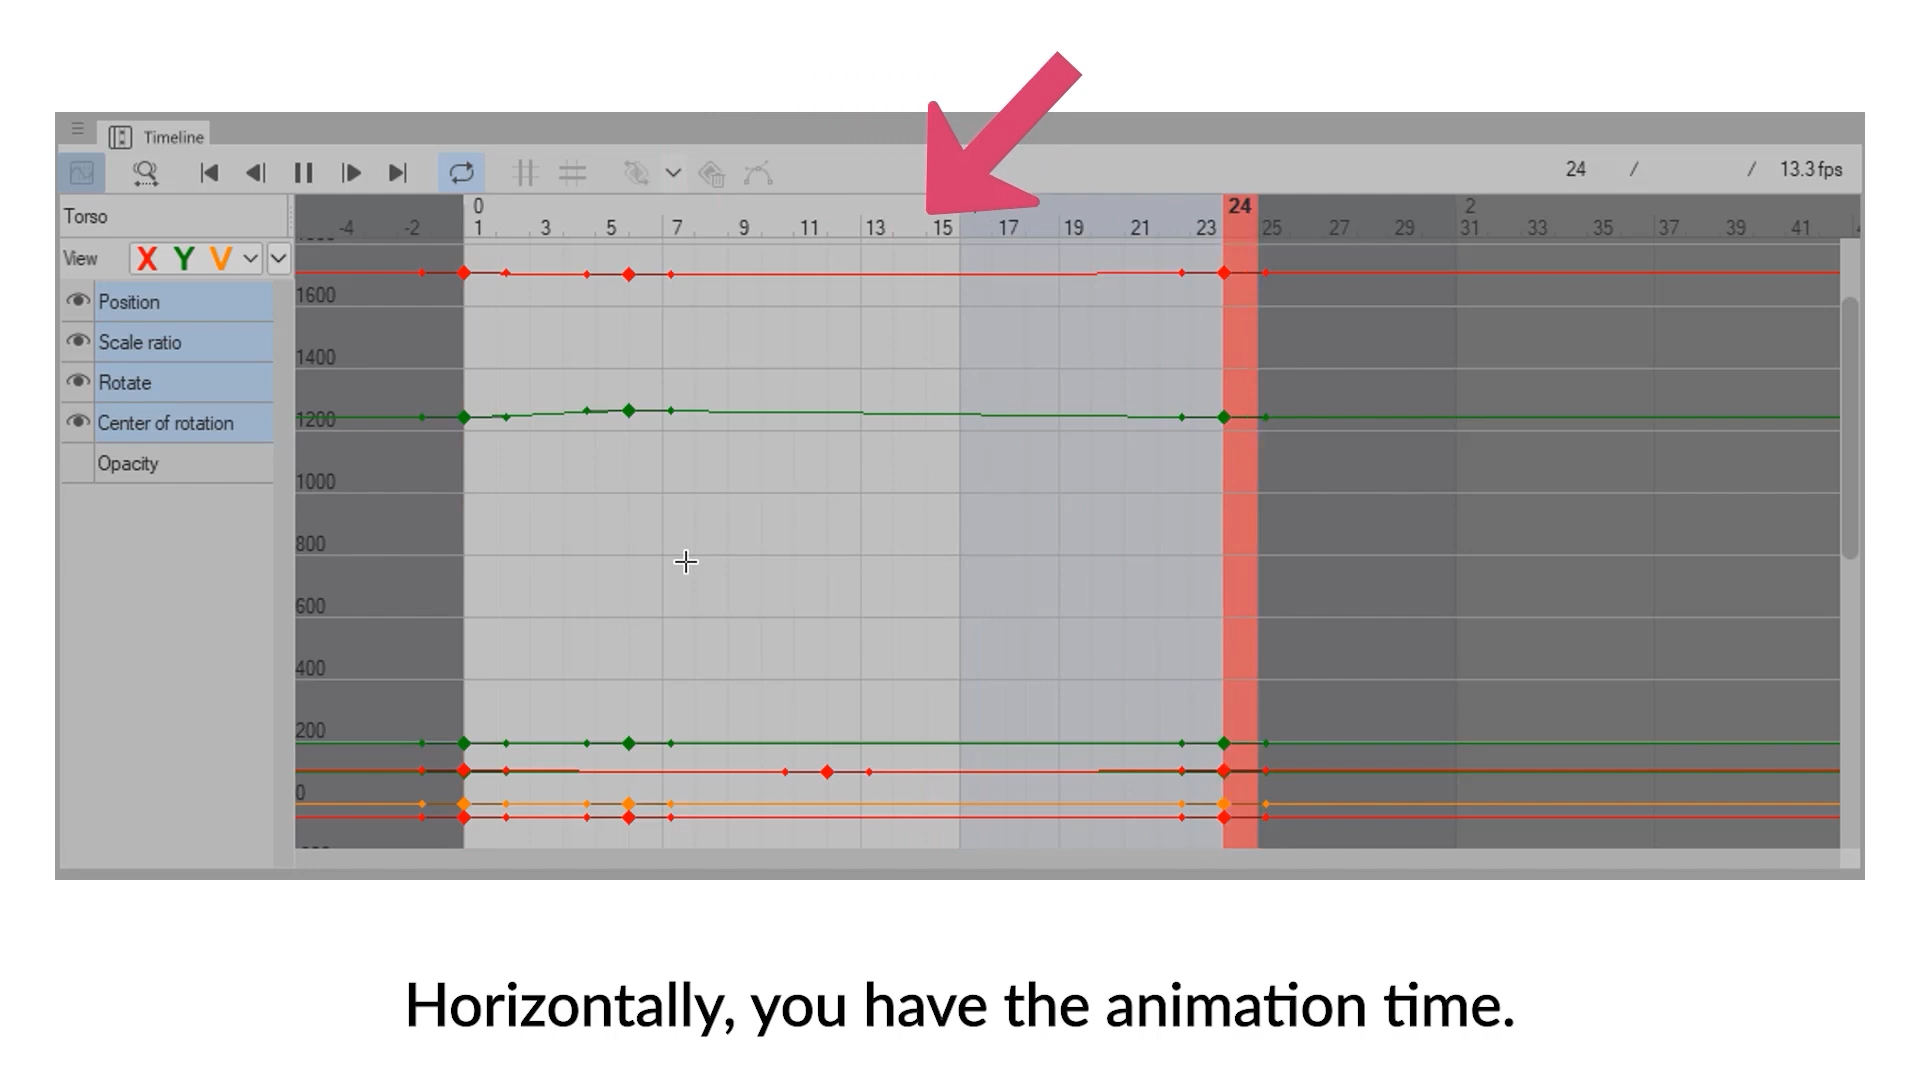 Timeline
24 / / 13.3 fps
Torso
0 24 2
-4 -2 1 3 5 7 9 11 13 15 17 19 21 23 25 27 29 31 33 35 37 39 41
View X Y V
1600
Position
Scale ratio
1400
Rotate
1200
Center of rotation
Opacity
1000
800
600
400
200
0
Horizontally, you have the animation time.